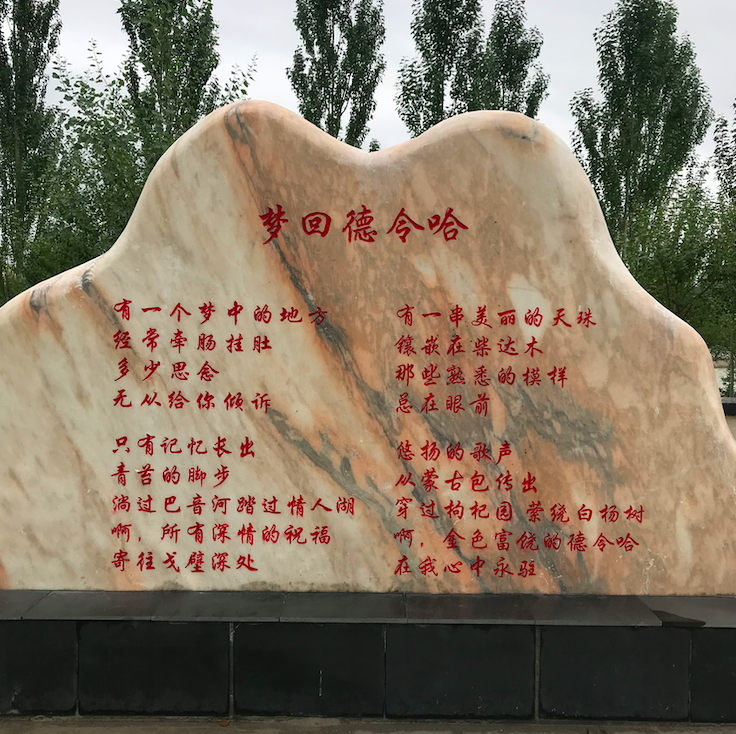 梦回德令哈
有一个梦中的地方
经常牵肠挂肚
多少思念
无从给你倾诉
只有记忆长出
青苔的脚步
淌过巴音河踏过情人湖
啊，所有深情的祝福
寄往戈壁深处
有一串美丽的天珠
镶嵌在柴达木
那些熟悉的模样
总在眼前
悠扬的歌声
从蒙古包传出
穿过枸杞园萦绕白杨树
啊，金色富饶的德令哈
在我心中永驻